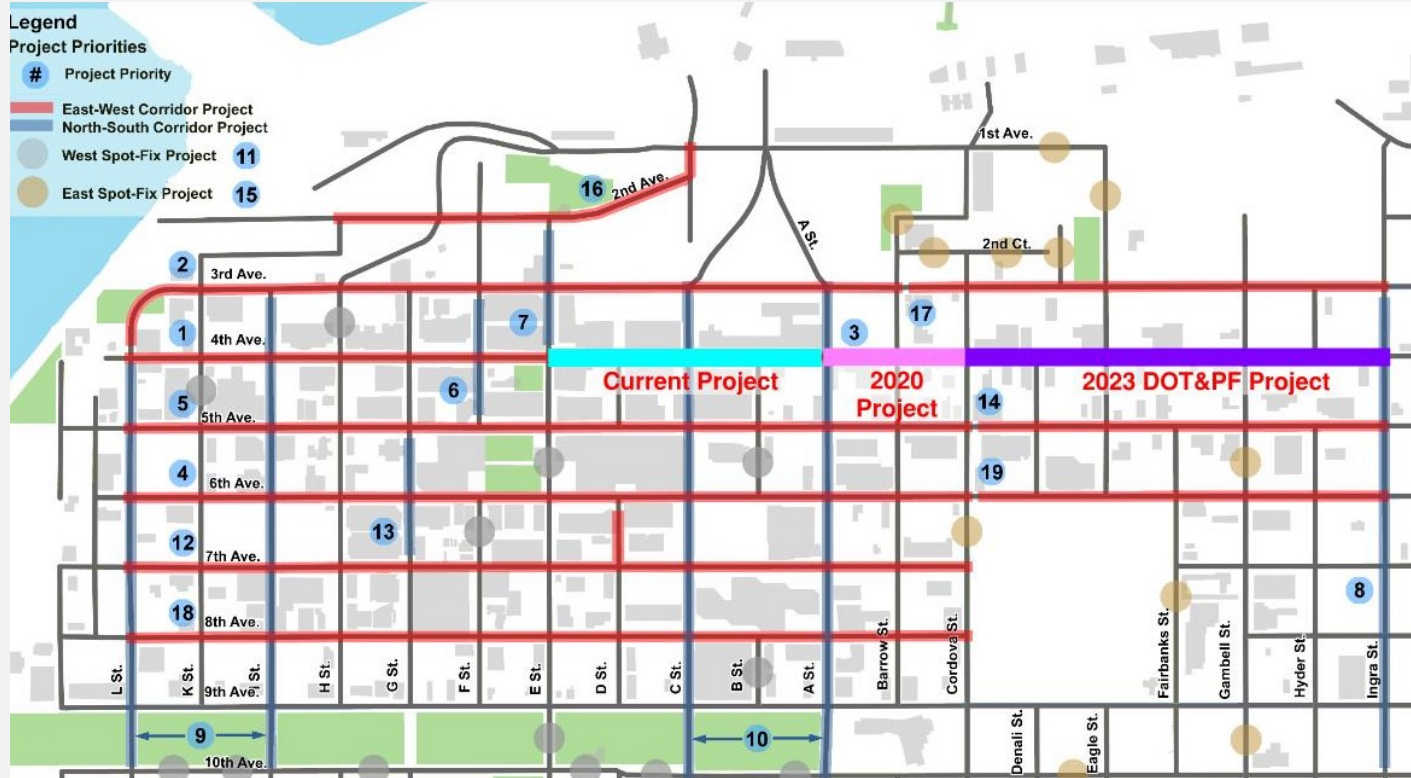 Legend
Project Priorities
# Project Priority
East-West Corridor Project
North-South Corridor Project
West Spot-Fix Project 11
East Spot-Fix Project 15
1st Ave.
16
2nd Ave.
A St.
2nd Ct.
2
3rd Ave.
17
1
4th Ave.
7
3
Current Project
2020
Project
2023 DOT&PF Project
6
5
5th Ave.
14
4
6th Ave.
19
12
7th Ave.
13
8
18
8th Ave.
L St.
K St.
I St.
H St.
G St.
F St.
E St.
D St.
C St.
B St.
A St.
Barrow St.
Cordova St.
Fairbanks St.
Gambell St.
Hyder St.
Ingra St.
9th Ave.
9
10
Denali St.
Eagle St.
10th Ave.